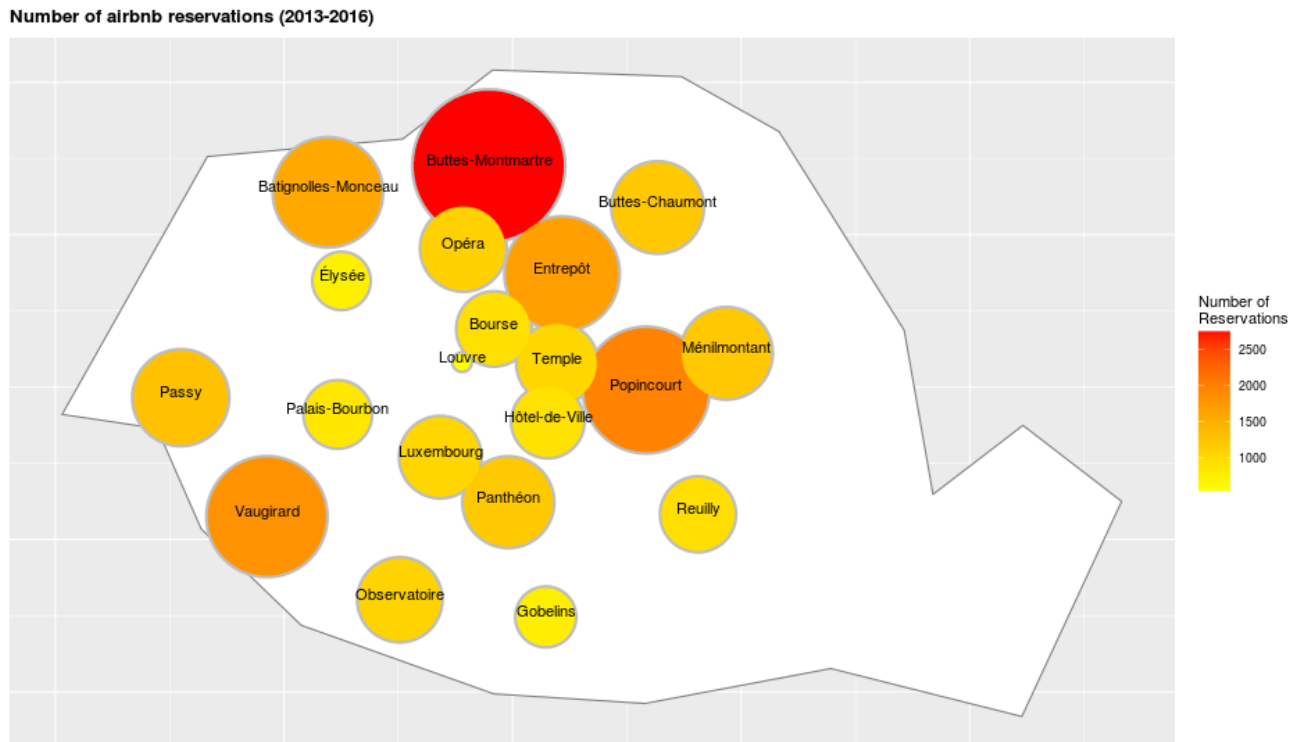 Number of airbnb reservations (2013-2016)
Buttes-Montmartre
Batignolles-Monceau
Buttes-Chaumont
Opéra
Entrepôt
Élysée
Bourse
Louvre
Temple
Ménilmontant
Popincourt
Passy
Palais-Bourbon
Hôtel-de-Ville
Luxembourg
Panthéon
Vaugirard
Reuilly
Observatoire
Gobelins
Number of
Reservations
2500
2000
1500
1000